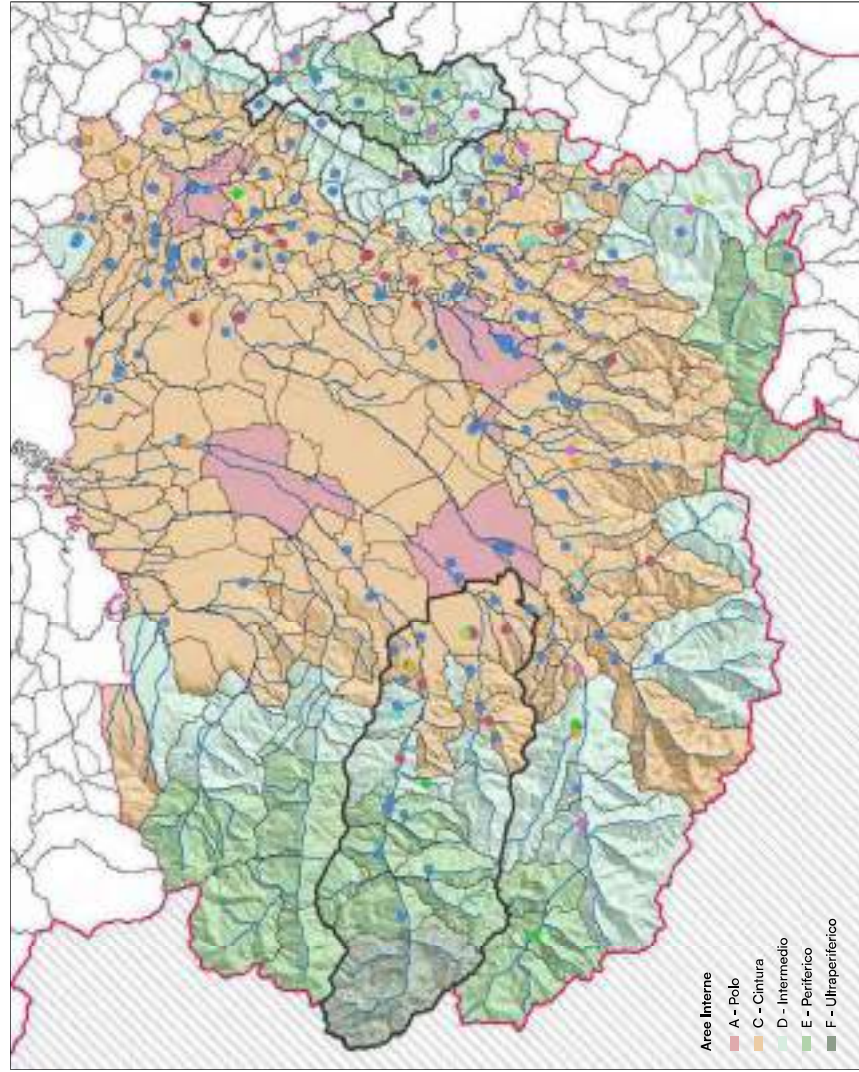 Aree Interne
A - Polo
C - Cintura
D - Intermedio
E - Periferico
F - Ultraperiferico